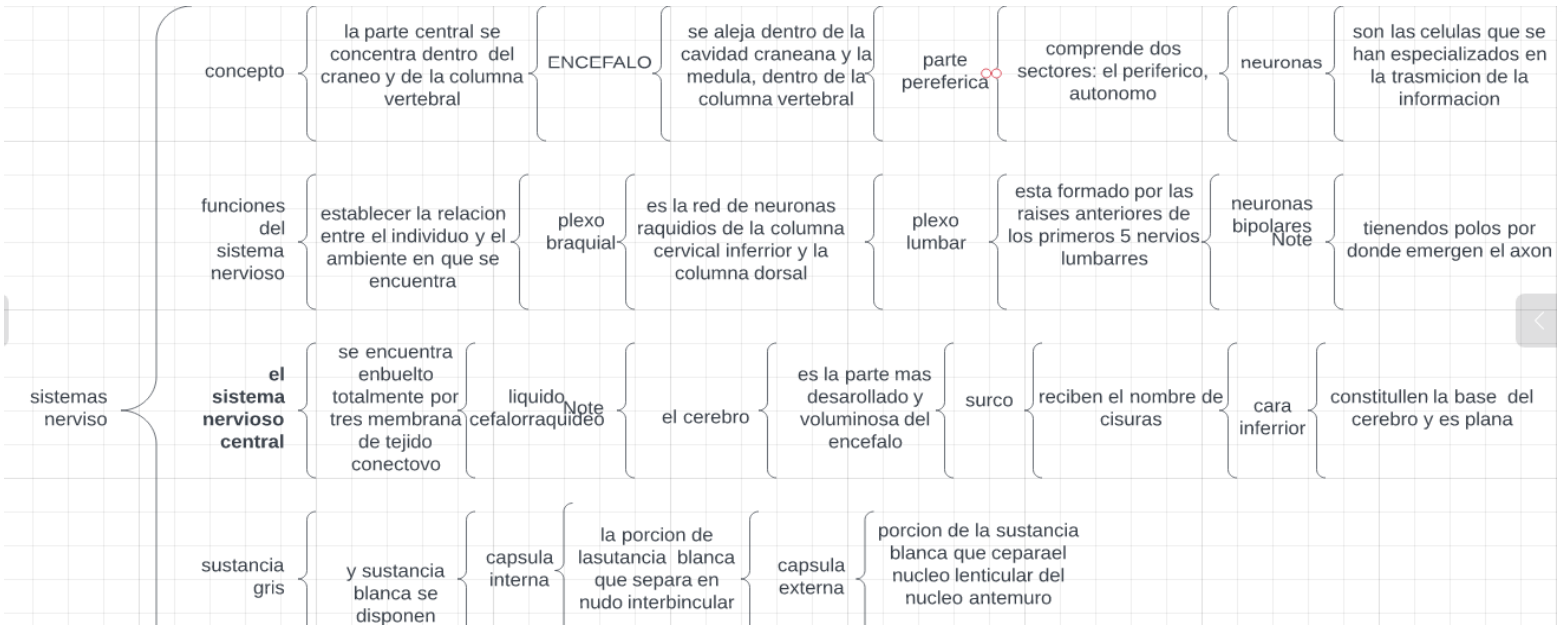 sistemas
nerviso
concepto
la parte central se
concentra dentro del
craneo y de la columna
vertebral
ENCEFALO
se aleja dentro de la
cavidad craneana y la
medula, dentro de la
columna vertebral
parte
pereferica
comprende dos
sectores: el periferico,
autonomo
neuronas
son las celulas que se
han especializados en
la trasmicion de la
informacion
funciones
del
sistema
nervioso
establecer la relacion
entre el individuo y el
ambiente en que se
encuentra
plexo
braquial
es la red de neuronas
raquidios de la columna
cervical inferrior y la
columna dorsal
plexo
lumbar
esta formado por las
raises anteriores de
los primeros 5 nervios
lumbarres
neuronas
bipolares
Note
tienendos polos por
donde emergen el axon
el
sistema
nervioso
central
se encuentra
enbuelto
totalmente por
tres membrana
de tejido
conectovo
liquido
cefalorraquideo
Note
el cerebro
es la parte mas
desarollado y
voluminosa del
encefalo
surco
reciben el nombre de
cisuras
cara
inferrior
constitullen la base del
cerebro y es plana
sustancia
gris
y sustancia
blanca se
disponen
capsula
interna
la porcion de
lasutancia blanca
que separa en
nudo interbincular
capsula
externa
porcion de la sustancia
blanca que ceparael
nucleo lenticular del
nucleo antemuro